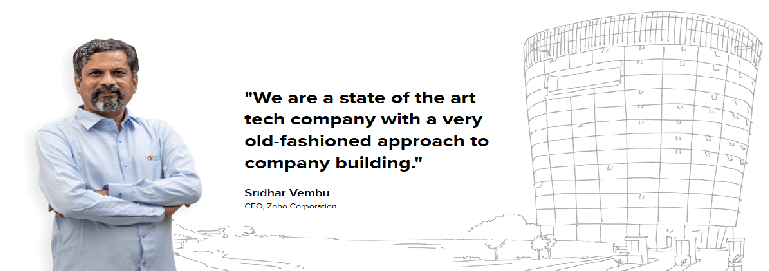 "We are a state of the art
tech company with a very
old-fashioned approach to
company building."
Sridhar Vembu
CEO, Zoho Corporation